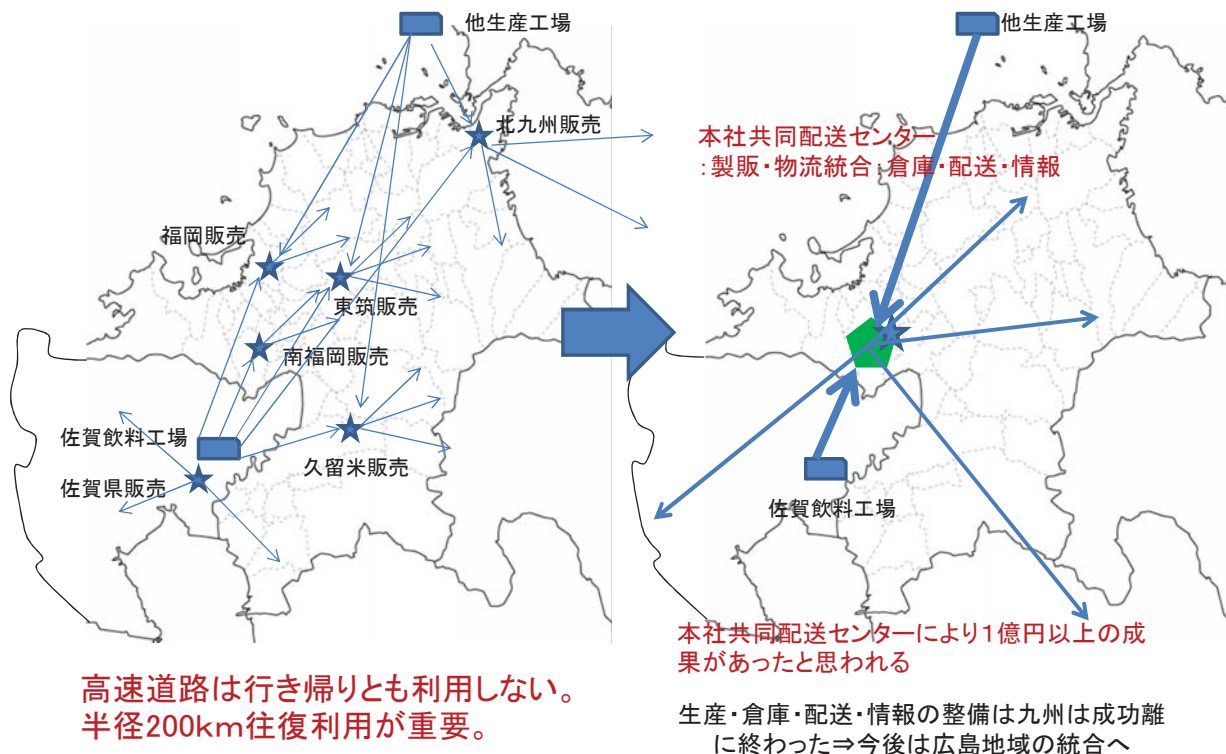 他生産工場
北九州販売
福岡販売
東筑販売
南福岡販売
佐賀飲料工場
久留米販売
佐賀県販売
高速道路は行き帰りとも利用しない。
半径200km往復利用が重要。
他生産工場
本社共同配送センター
:製販・物流統合:倉庫・配送・情報
佐賀飲料工場
本社共同配送センターにより1億円以上の成
果があったと思われる
生産・倉庫・配送・情報の整備は九州は成功離
に終わった⇒今後は広島地域の統合へ